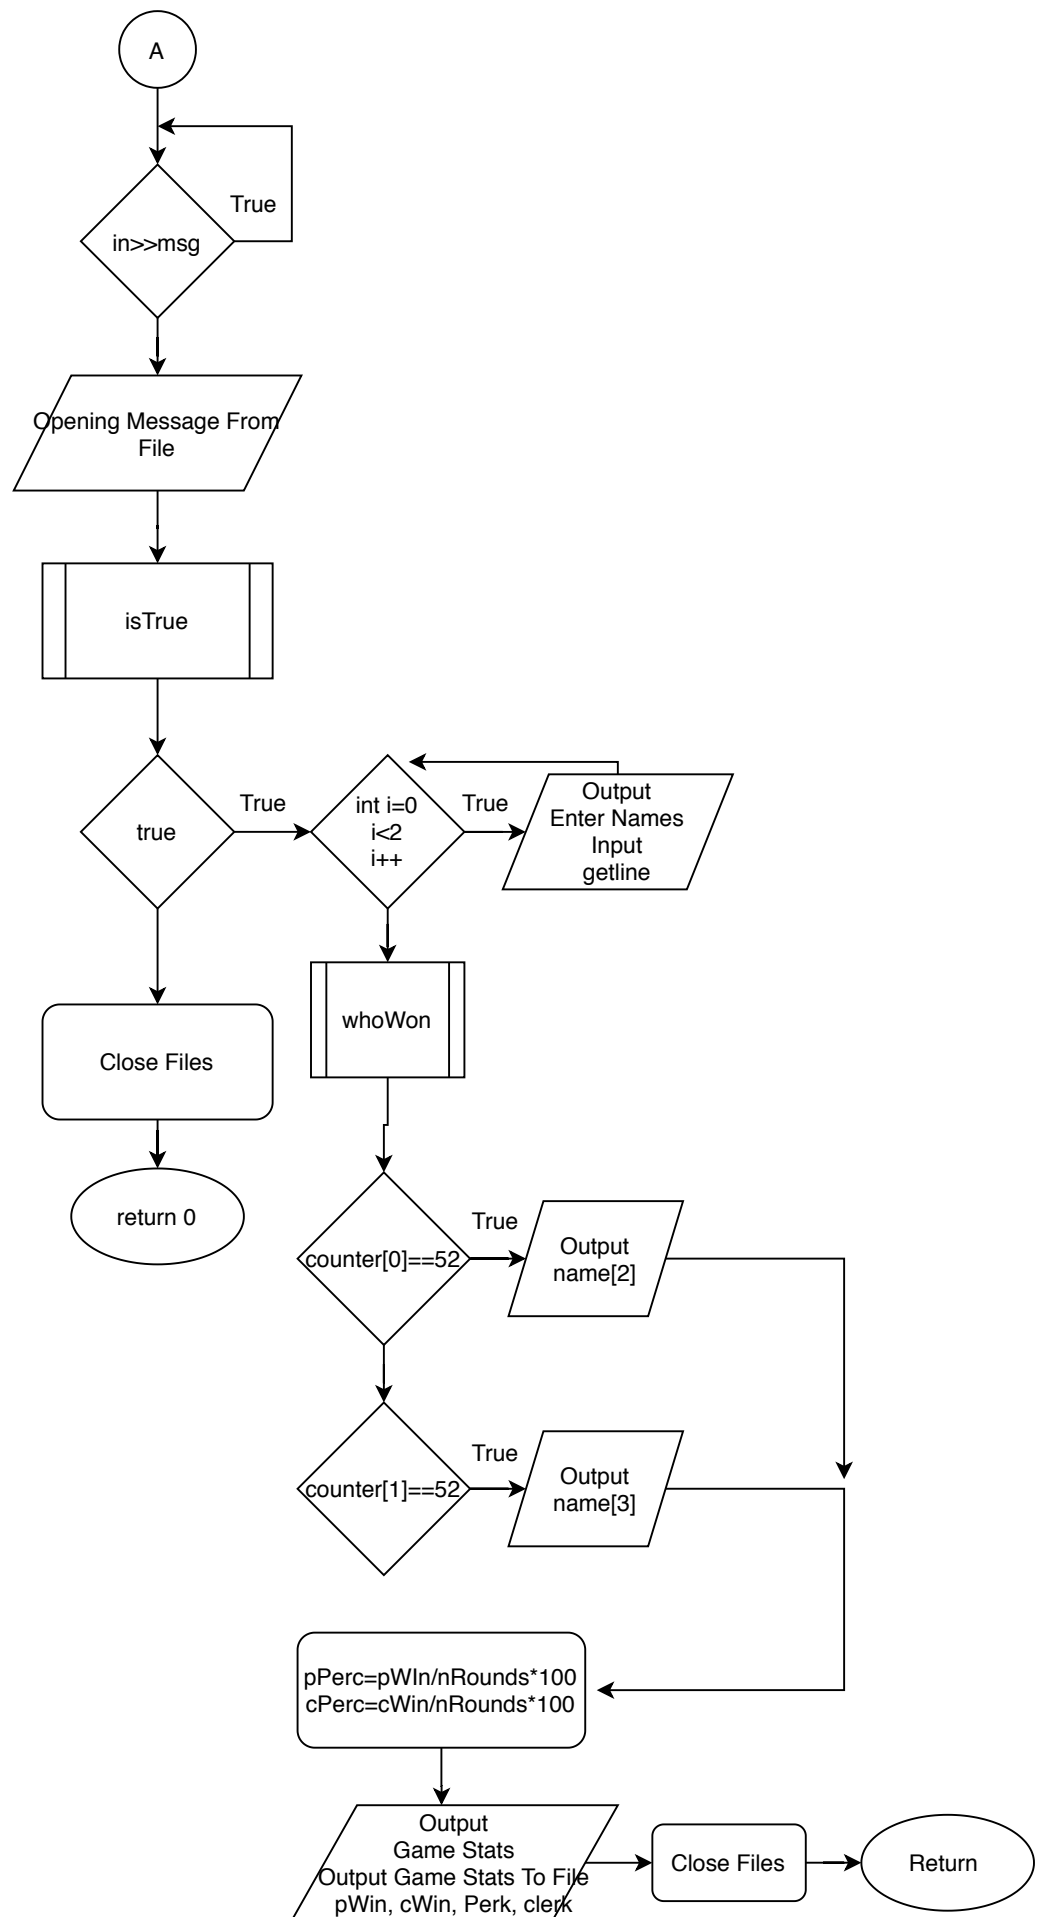 A
True
in>>msg
Opening Message From
File
isTrue
true
True
int i=0
i<2
i++
True
Output
Enter Names
Input
getline
Close Files
whoWon
return 0
counter[0]==52
True
Output
name[2]
counter[1]==52
True
Output
name[3]
pPerc=pWIn/nRounds*100
cPerc=cWin/nRounds*100
Output
Game Stats
Output Game Stats To File
pWin, cWin, Perk, clerk
Close Files
Return